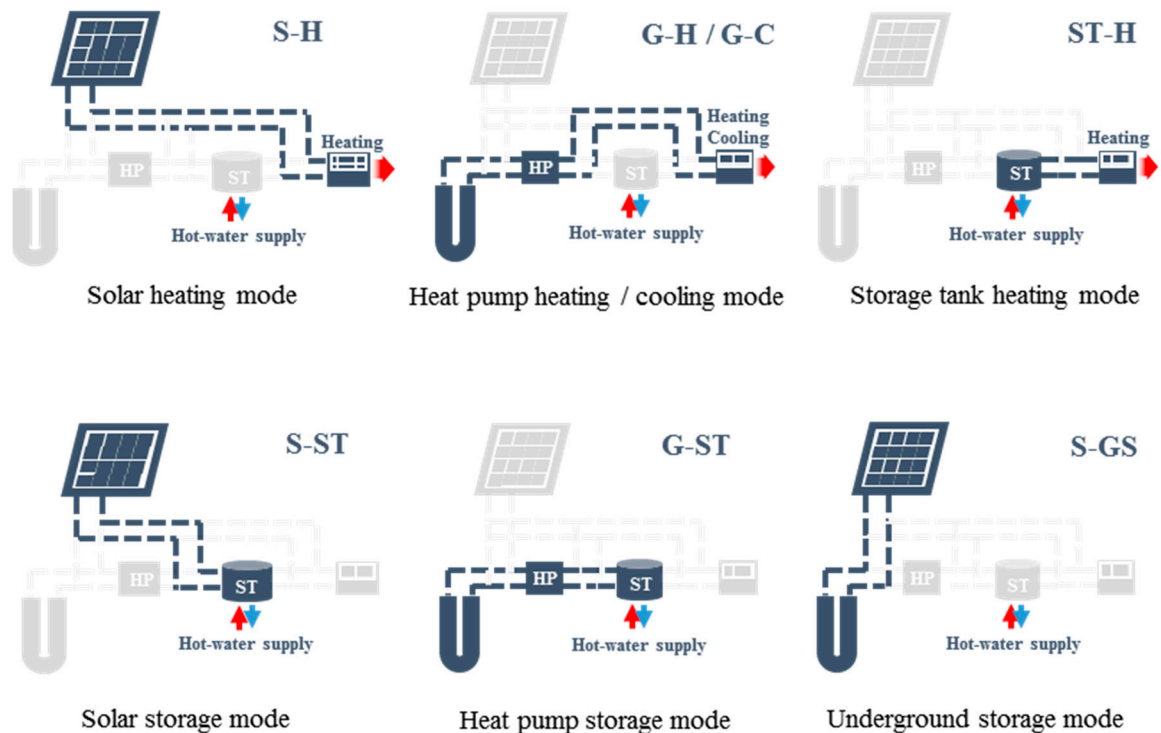 S-H
Heating
HP
ST
Hot-water supply
Solar heating mode
G-H / G-C
Heating
Cooling
HP
ST
Hot-water supply
Heat pump heating / cooling mode
ST-H
Heating
HP
ST
Hot-water supply
Storage tank heating mode
S-ST
HP
ST
Hot-water supply
Solar storage mode
G-ST
HP
ST
Hot-water supply
Heat pump storage mode
S-GS
HP
ST
Hot-water supply
Underground storage mode